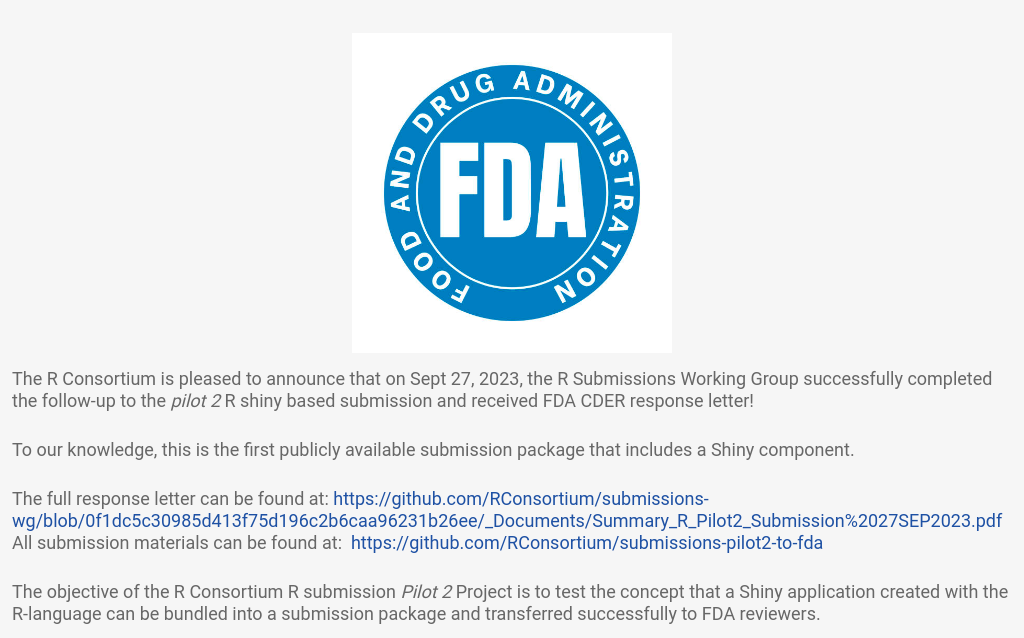 FOOD AND DRUG ADMINISTRATION
FDA
The R Consortium is pleased to announce that on Sept 27, 2023, the R Submissions Working Group successfully completed
the follow-up to the pilot 2 R shiny based submission and received FDA CDER response letter!
To our knowledge, this is the first publicly available submission package that includes a Shiny component.
The full response letter can be found at: https://github.com/RConsortium/submissions-
wg/blob/0f1dc5c30985d413f75d196c2b6caa96231b26ee/_Documents/Summary_R_Pilot2_Submission%2027SEP2023.pdf
All submission materials can be found at:  https://github.com/RConsortium/submissions-pilot2-to-fda
The objective of the R Consortium R submission Pilot 2 Project is to test the concept that a Shiny application created with the
R-language can be bundled into a submission package and transferred successfully to FDA reviewers.